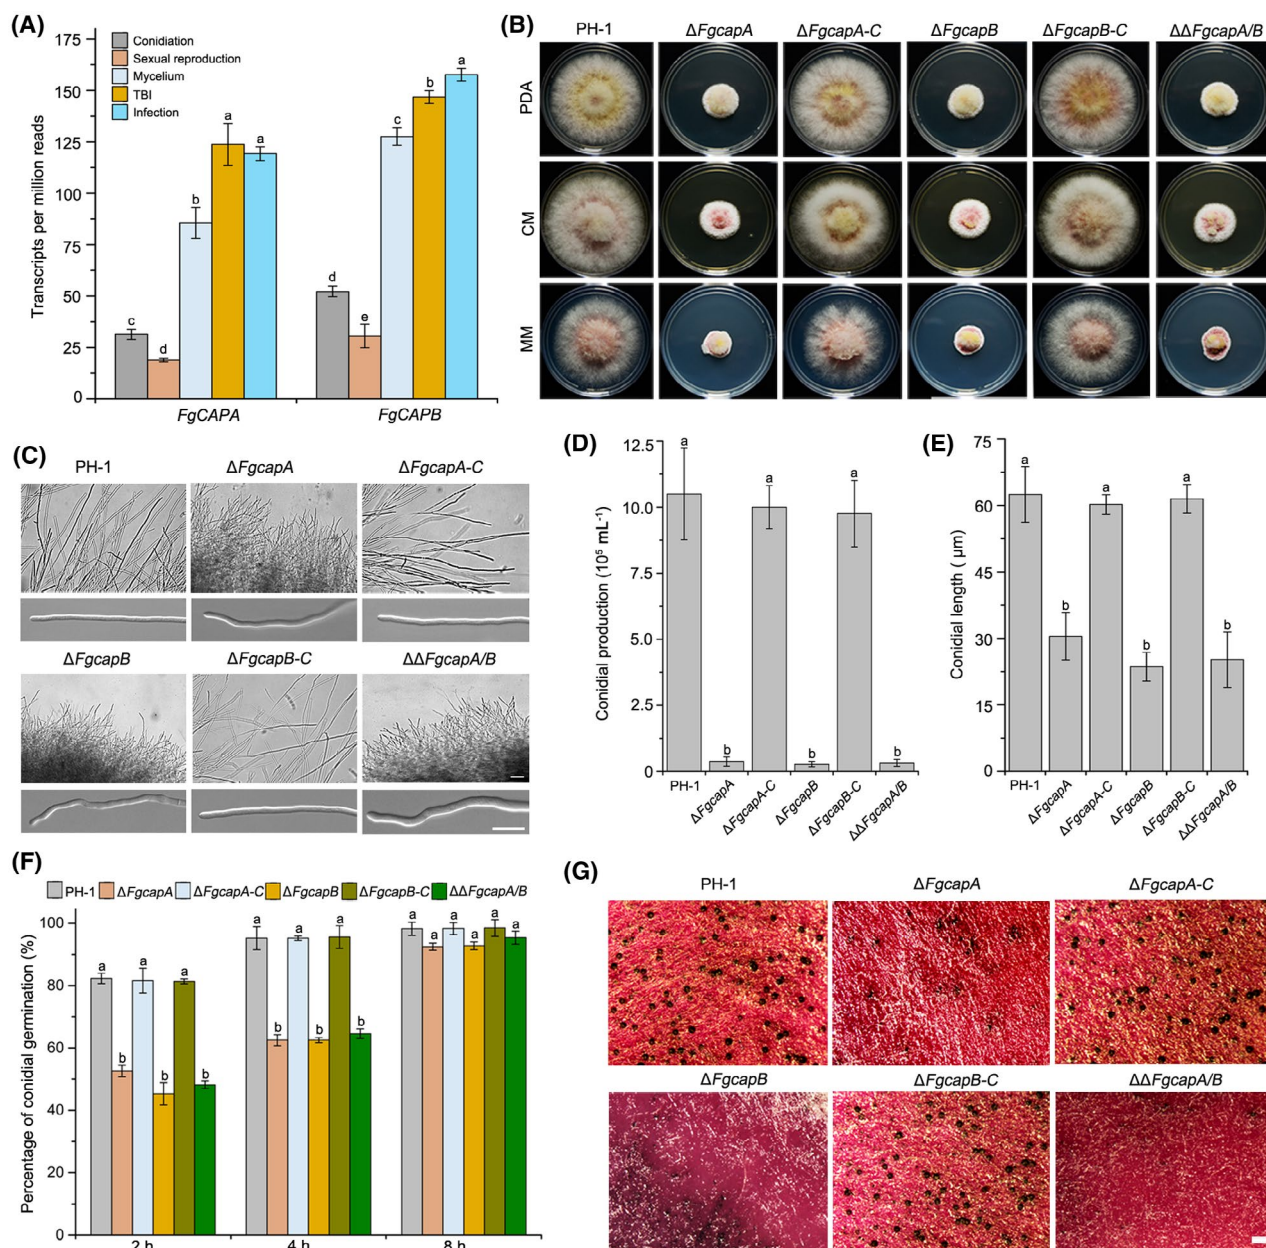 (A)
175
150
125
100
75
50
25
0
Transcripts per million reads
Conidiation
Sexual reproduction
Mycelium
TBI
Infection
c
d
b
a
a
d
e
c
b
a
FgCAPA
FgCAPB
(B)
PH-1
ΔFgcapA
ΔFgcapA-C
ΔFgcapB
ΔFgcapB-C
ΔΔFgcapA/B
PDA
CM
MM
(C)
PH-1
ΔFgcapA
ΔFgcapA-C
ΔFgcapB
ΔFgcapB-C
ΔΔFgcapA/B
(D)
12.5
10.0
7.5
5.0
2.5
0
Conidial production (10⁵ mL⁻¹)
a
b
a
b
a
b
PH-1
ΔFgcapA
ΔFgcapA-C
ΔFgcapB
ΔFgcapB-C
ΔΔFgcapA/B
(E)
75
60
45
30
15
0
Conidial length (μm)
a
b
a
b
a
b
PH-1
ΔFgcapA
ΔFgcapA-C
ΔFgcapB
ΔFgcapB-C
ΔΔFgcapA/B
(F)
PH-1
ΔFgcapA
ΔFgcapA-C
ΔFgcapB
ΔFgcapB-C
ΔΔFgcapA/B
100
80
60
40
20
0
Percentage of conidial germination (%)
a
b
a
b
a
b
a
b
a
b
a
b
a
a
a
a
a
a
2 h
4 h
8 h
(G)
PH-1
ΔFgcapA
ΔFgcapA-C
ΔFgcapB
ΔFgcapB-C
ΔΔFgcapA/B